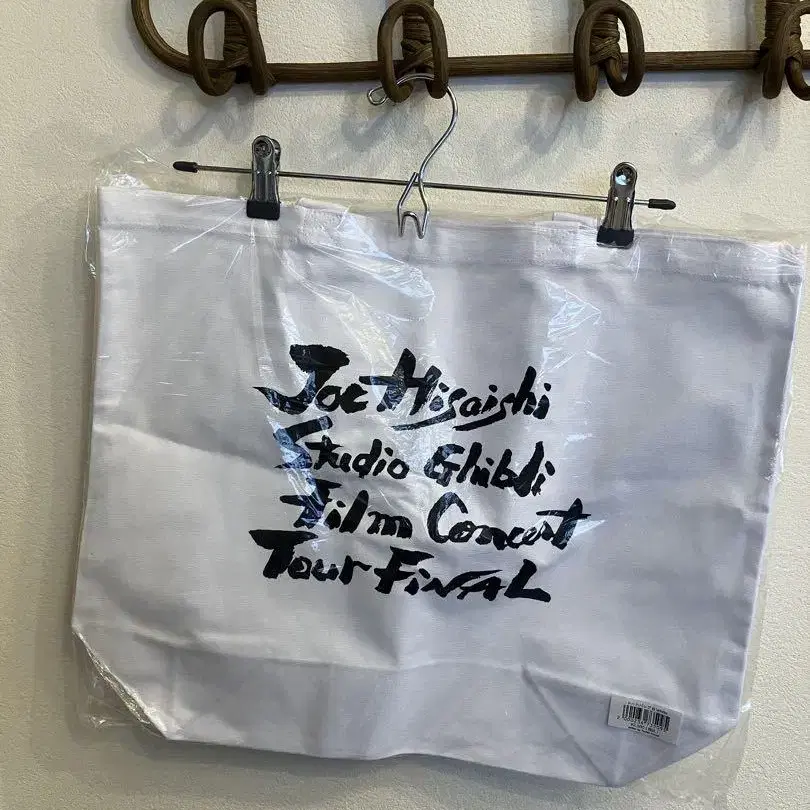 Joe Hisaishi
Studio Ghibli
Film Concert
Tour FiNAL